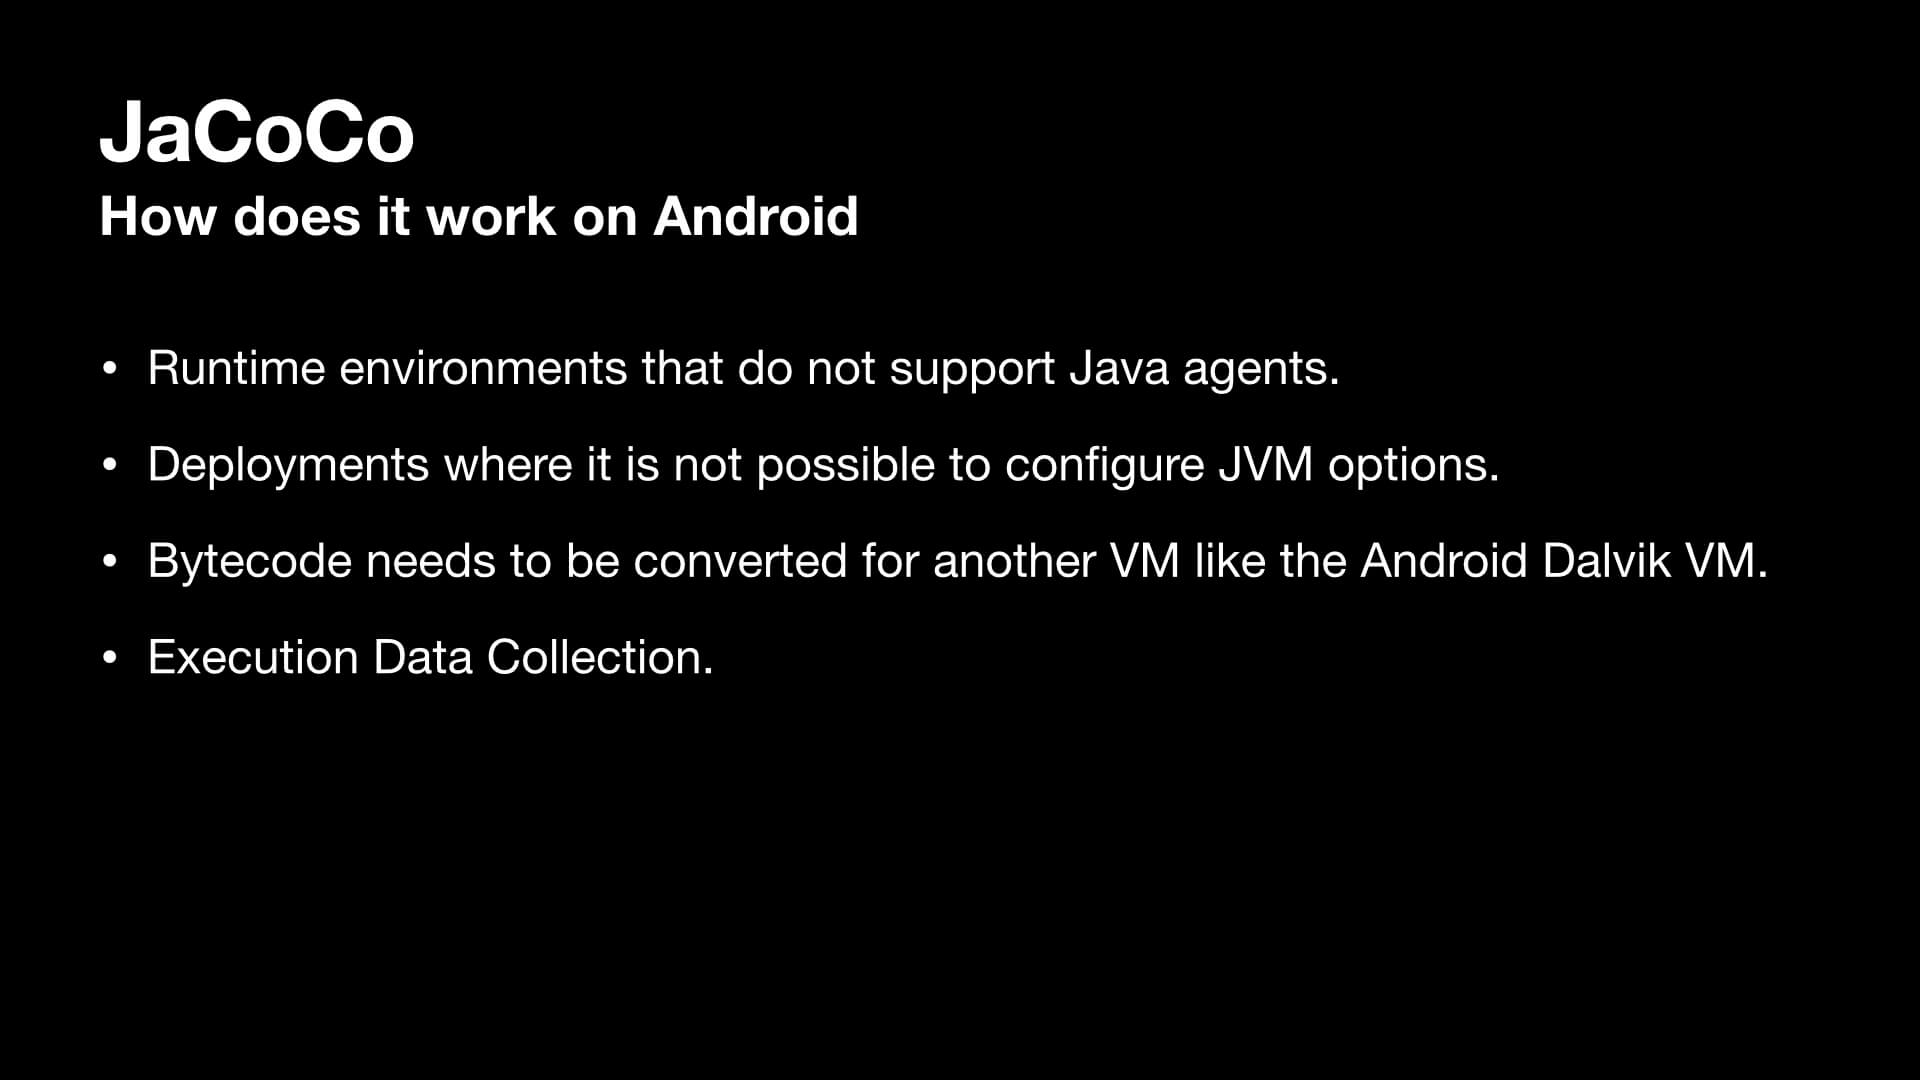 JaCoCo
How does it work on Android
• Runtime environments that do not support Java agents.
• Deployments where it is not possible to configure JVM options.
• Bytecode needs to be converted for another VM like the Android Dalvik VM.
• Execution Data Collection.